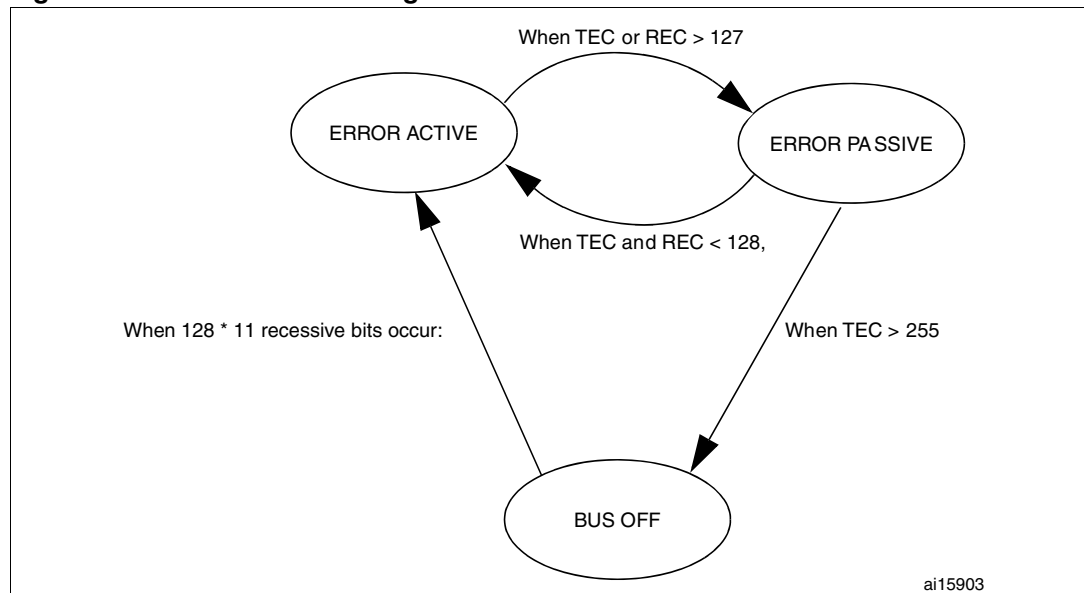 When TEC or REC > 127
ERROR ACTIVE
ERROR PASSIVE
When TEC and REC < 128,
When 128 * 11 recessive bits occur:
When TEC > 255
BUS OFF
ai15903